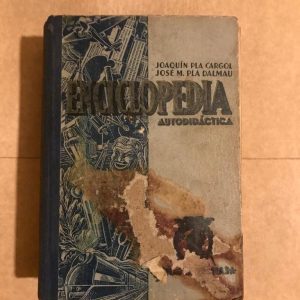 JOAQUÍN PLA CARGOL
JOSÉ M. PLA DALMAU
ENCICLOPEDIA
AUTODIDÁCTICA